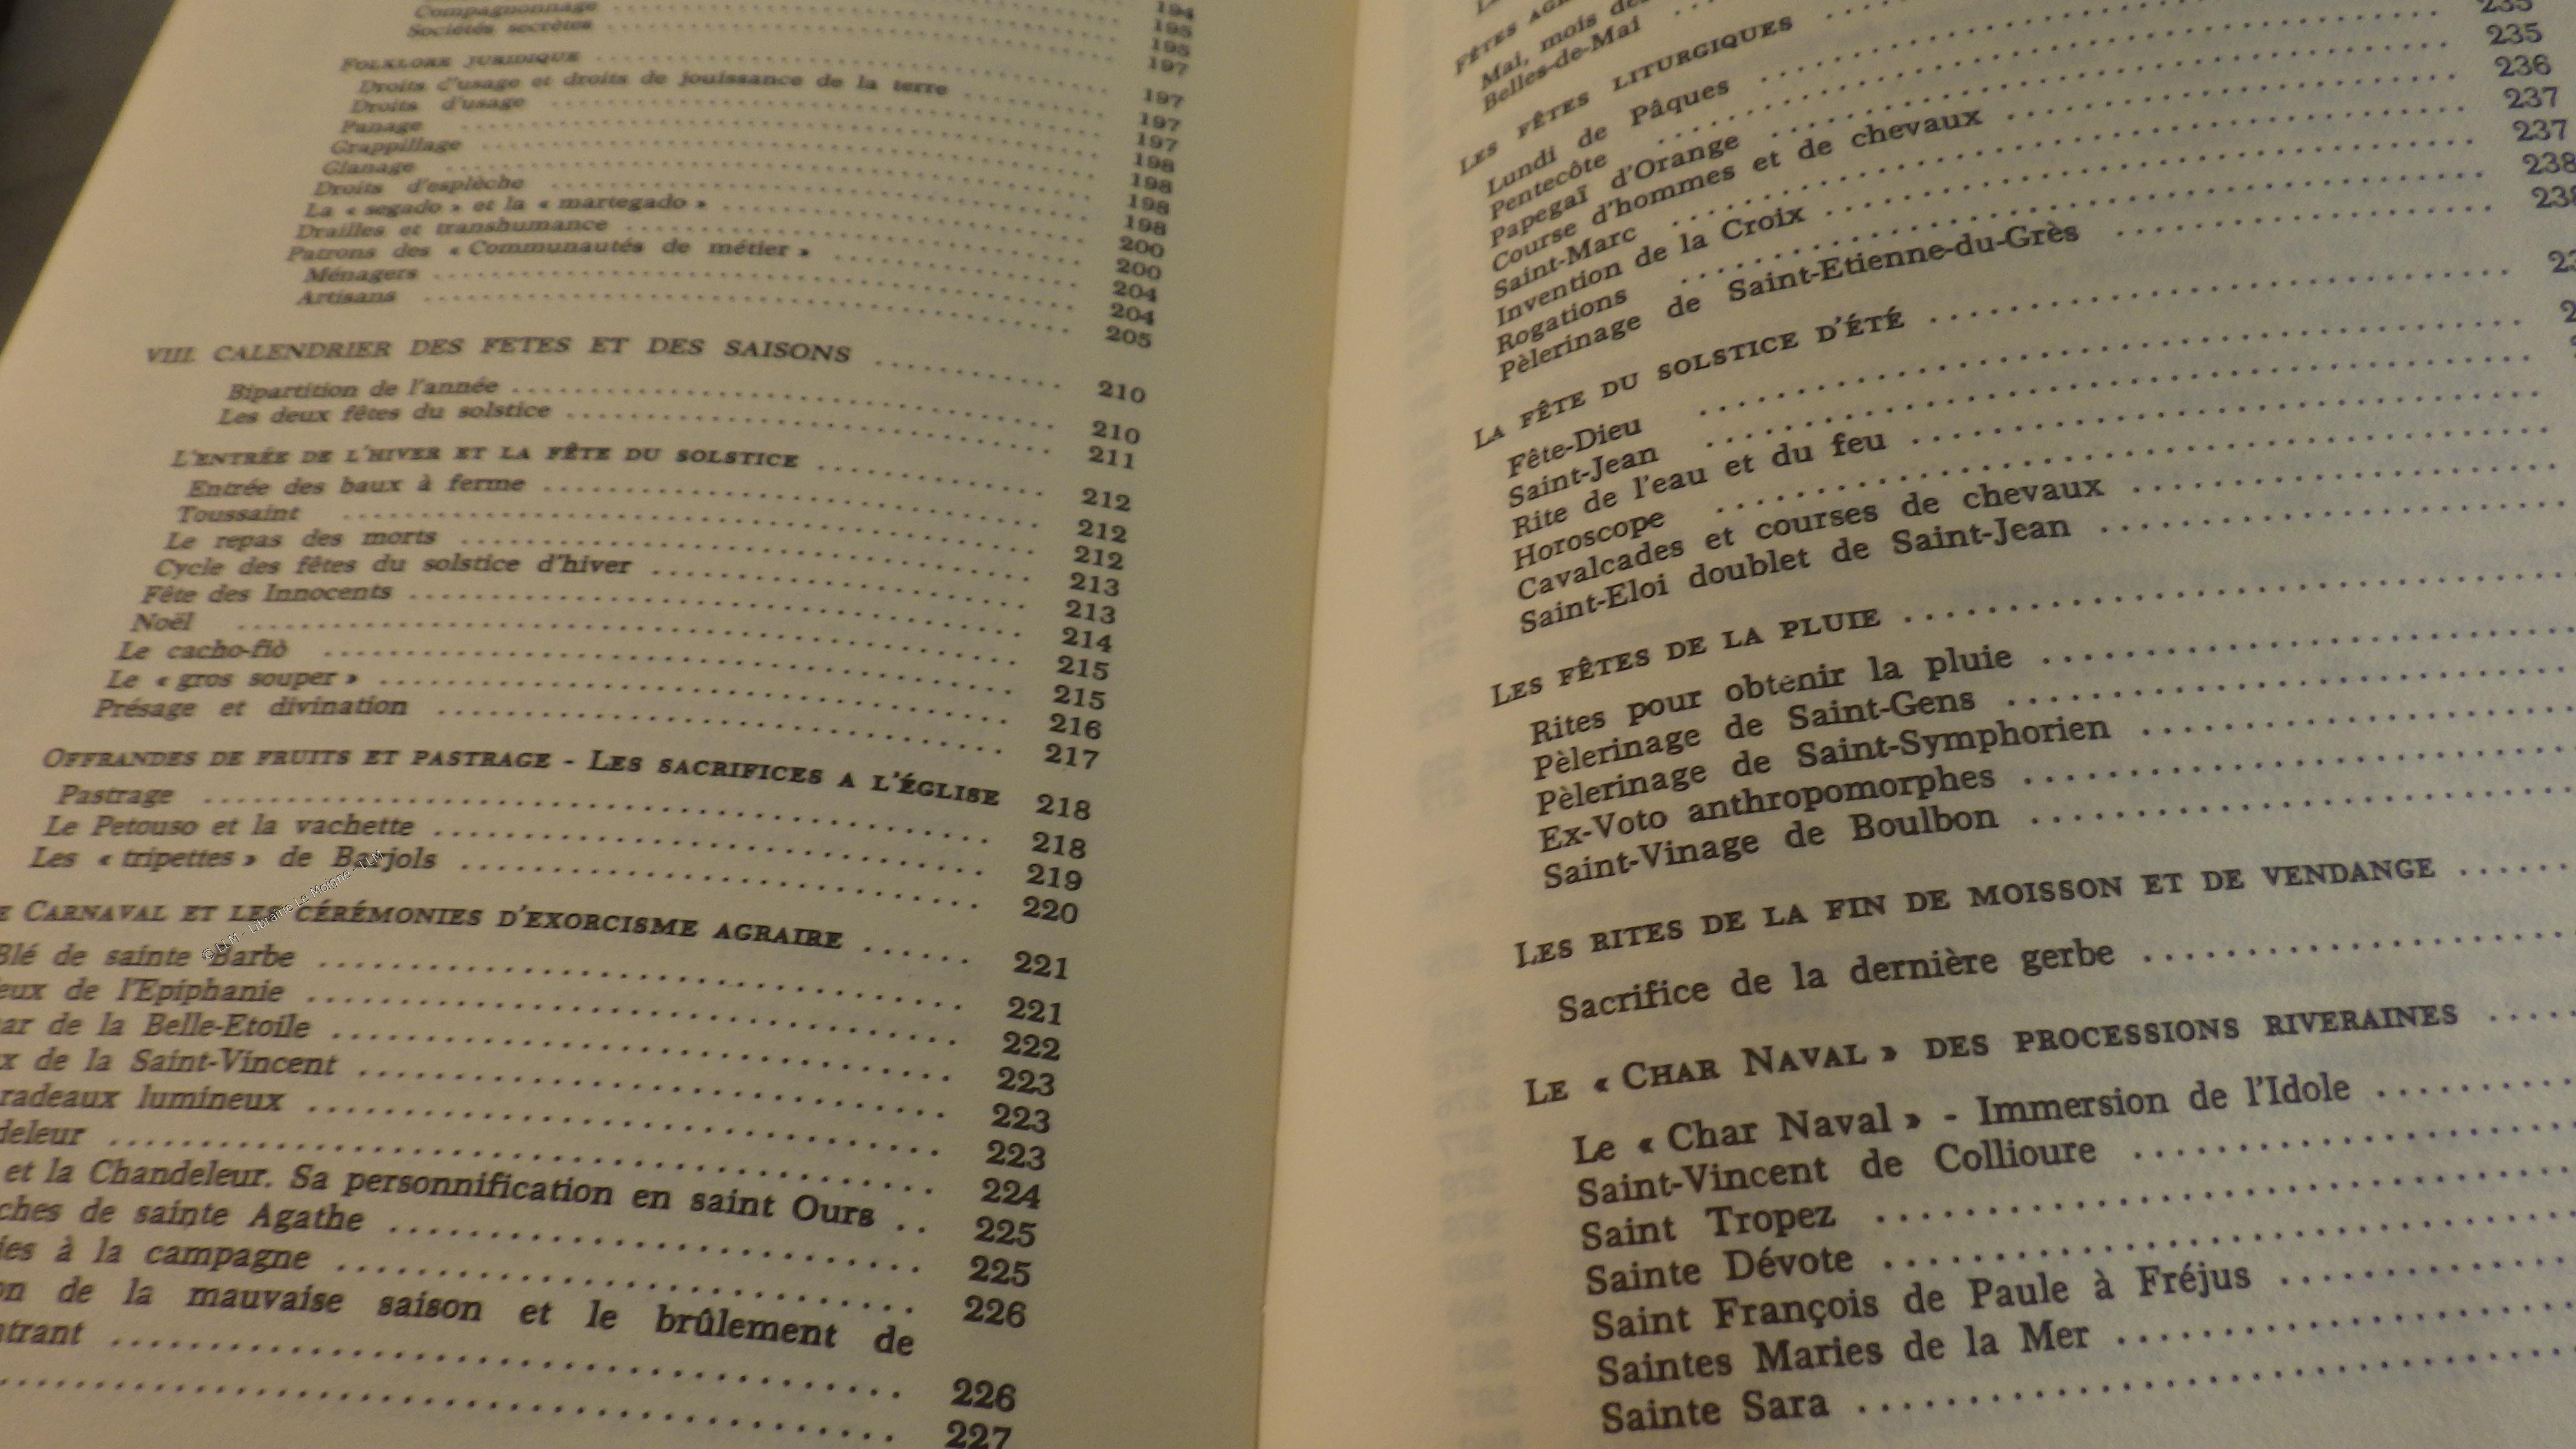 Compagnonnage .......... 195
Sociétés secrètes .......... 195
FOLKLORE JURIDIQUE .......... 197
Droits d'usage et droits de jouissance de la terre .......... 197
Droits d'usage .......... 197
Panage .......... 197
Grappillage .......... 198
Glanage .......... 198
Droits d'esplèche .......... 198
La « segado » et la « martegado » .......... 198
Drailles et transhumance .......... 200
Patrons des « Communautés de métier » .......... 200
Ménagers .......... 204
Artisans .......... 204
205
VIII. CALENDRIER DES FETES ET DES SAISONS .......... 210
Bipartition de l'année .......... 210
Les deux fêtes du solstice .......... 211
L'ENTRÉE DE L'HIVER ET LA FÊTE DU SOLSTICE .......... 212
Entrée des baux à ferme .......... 212
Toussaint .......... 212
Le repas des morts .......... 213
Cycle des fêtes du solstice d'hiver .......... 213
Fête des Innocents .......... 214
Noël .......... 215
Le cacho-fiò .......... 215
Le « gros souper » .......... 216
Présage et divination .......... 217
OFFRANDES DE FRUITS ET PASTRAGE - LES SACRIFICES A L'ÉGLISE 218
Pastrage .......... 218
Le Petouso et la vachette .......... 219
Les « tripettes » de Barjols .......... 220
CARNAVAL ET LES CÉRÉMONIES D'EXORCISME AGRAIRE .......... 221
Blé de sainte Barbe .......... 221
de l'Epiphanie .......... 222
de la Belle-Etoile .......... 223
de la Saint-Vincent .......... 223
radeaux lumineux .......... 223
.......... 224
et la Chandeleur. Sa personnification en saint Ours .. 225
de sainte Agathe .......... 225
à la campagne .......... 226
de la mauvaise saison et le brûlement de
.......... 226
.......... 227
Mai, mois des
Belles-de-Mai
LES FÊTES LITURGIQUES
Lundi de Pâques
Pentecôte
Papegaï d'Orange
Course d'hommes et de chevaux
Saint-Marc
Invention de la Croix
Rogations
Pèlerinage de Saint-Etienne-du-Grès
235
235
236
237
237
238
LA FÊTE DU SOLSTICE D'ÉTÉ
Fête-Dieu
Saint-Jean
Rite de l'eau et du feu
Horoscope
Cavalcades et courses de chevaux
Saint-Eloi doublet de Saint-Jean
LES FÊTES DE LA PLUIE
Rites pour obtenir la pluie
Pèlerinage de Saint-Gens
Pèlerinage de Saint-Symphorien
Ex-Voto anthropomorphes
Saint-Vinage de Boulbon
LES RITES DE LA FIN DE MOISSON ET DE VENDANGE
Sacrifice de la dernière gerbe
LE « CHAR NAVAL » DES PROCESSIONS RIVERAINES
Le « Char Naval » - Immersion de l'Idole
Saint-Vincent de Collioure
Saint Tropez
Sainte Dévote
Saint François de Paule à Fréjus
Saintes Maries de la Mer
Sainte Sara
© LLM - Librairie Le Moigne - LLM